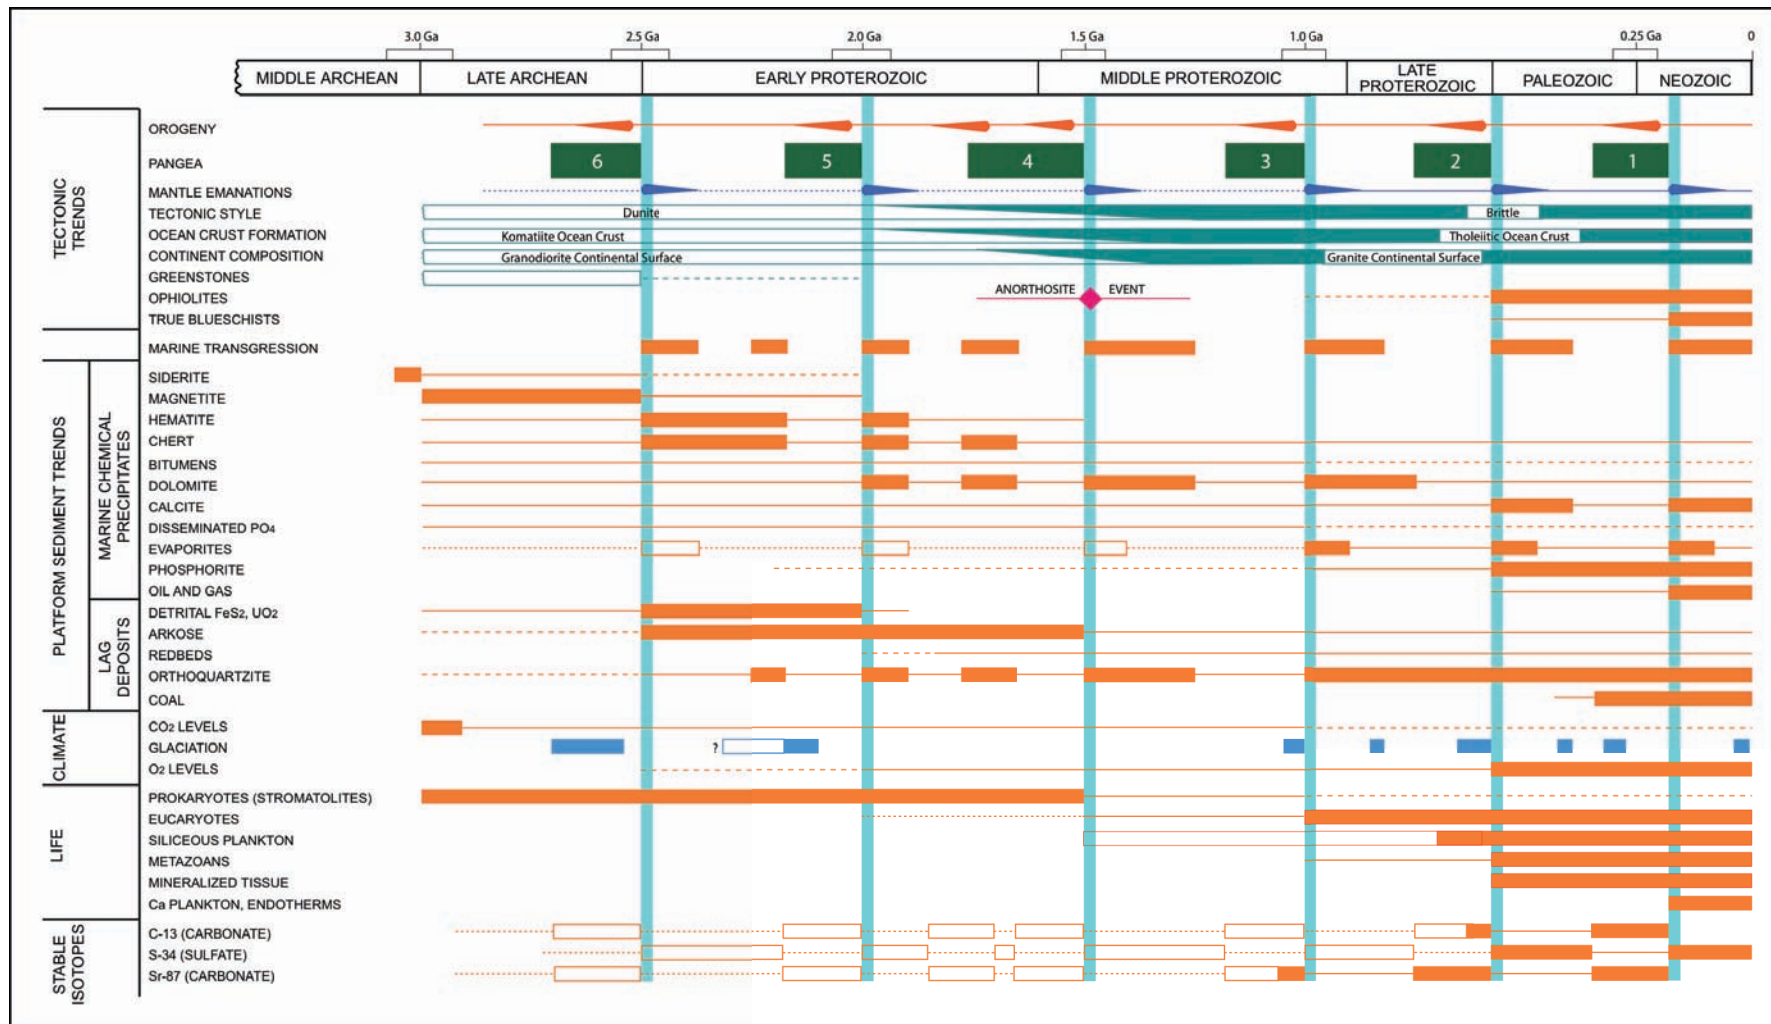 3.0 Ga 2.5 Ga 2.0 Ga 1.5 Ga 1.0 Ga 0.25 Ga 0
MIDDLE ARCHEAN LATE ARCHEAN EARLY PROTEROZOIC MIDDLE PROTEROZOIC LATE PROTEROZOIC PALEOZOIC NEOZOIC
TECTONIC TRENDS
OROGENY
PANGEA 6 5 4 3 2 1
MANTLE EMANATIONS
TECTONIC STYLE Dunite Brittle
OCEAN CRUST FORMATION Komatiite Ocean Crust Tholeiitic Ocean Crust
CONTINENT COMPOSITION Granodiorite Continental Surface Granite Continental Surface
GREENSTONES
OPHIOLITES ANORTHOSITE EVENT
TRUE BLUESCHISTS
MARINE TRANSGRESSION
PLATFORM SEDIMENT TRENDS
MARINE CHEMICAL PRECIPITATES
SIDERITE
MAGNETITE
HEMATITE
CHERT
BITUMENS
DOLOMITE
CALCITE
DISSEMINATED PO4
EVAPORITES
PHOSPHORITE
OIL AND GAS
LAG DEPOSITS
DETRITAL FeS2, UO2
ARKOSE
REDBEDS
ORTHOQUARTZITE
COAL
CLIMATE
CO2 LEVELS
GLACIATION ?
O2 LEVELS
LIFE
PROKARYOTES (STROMATOLITES)
EUCARYOTES
SILICEOUS PLANKTON
METAZOANS
MINERALIZED TISSUE
Ca PLANKTON, ENDOTHERMS
STABLE ISOTOPES
C-13 (CARBONATE)
S-34 (SULFATE)
Sr-87 (CARBONATE)